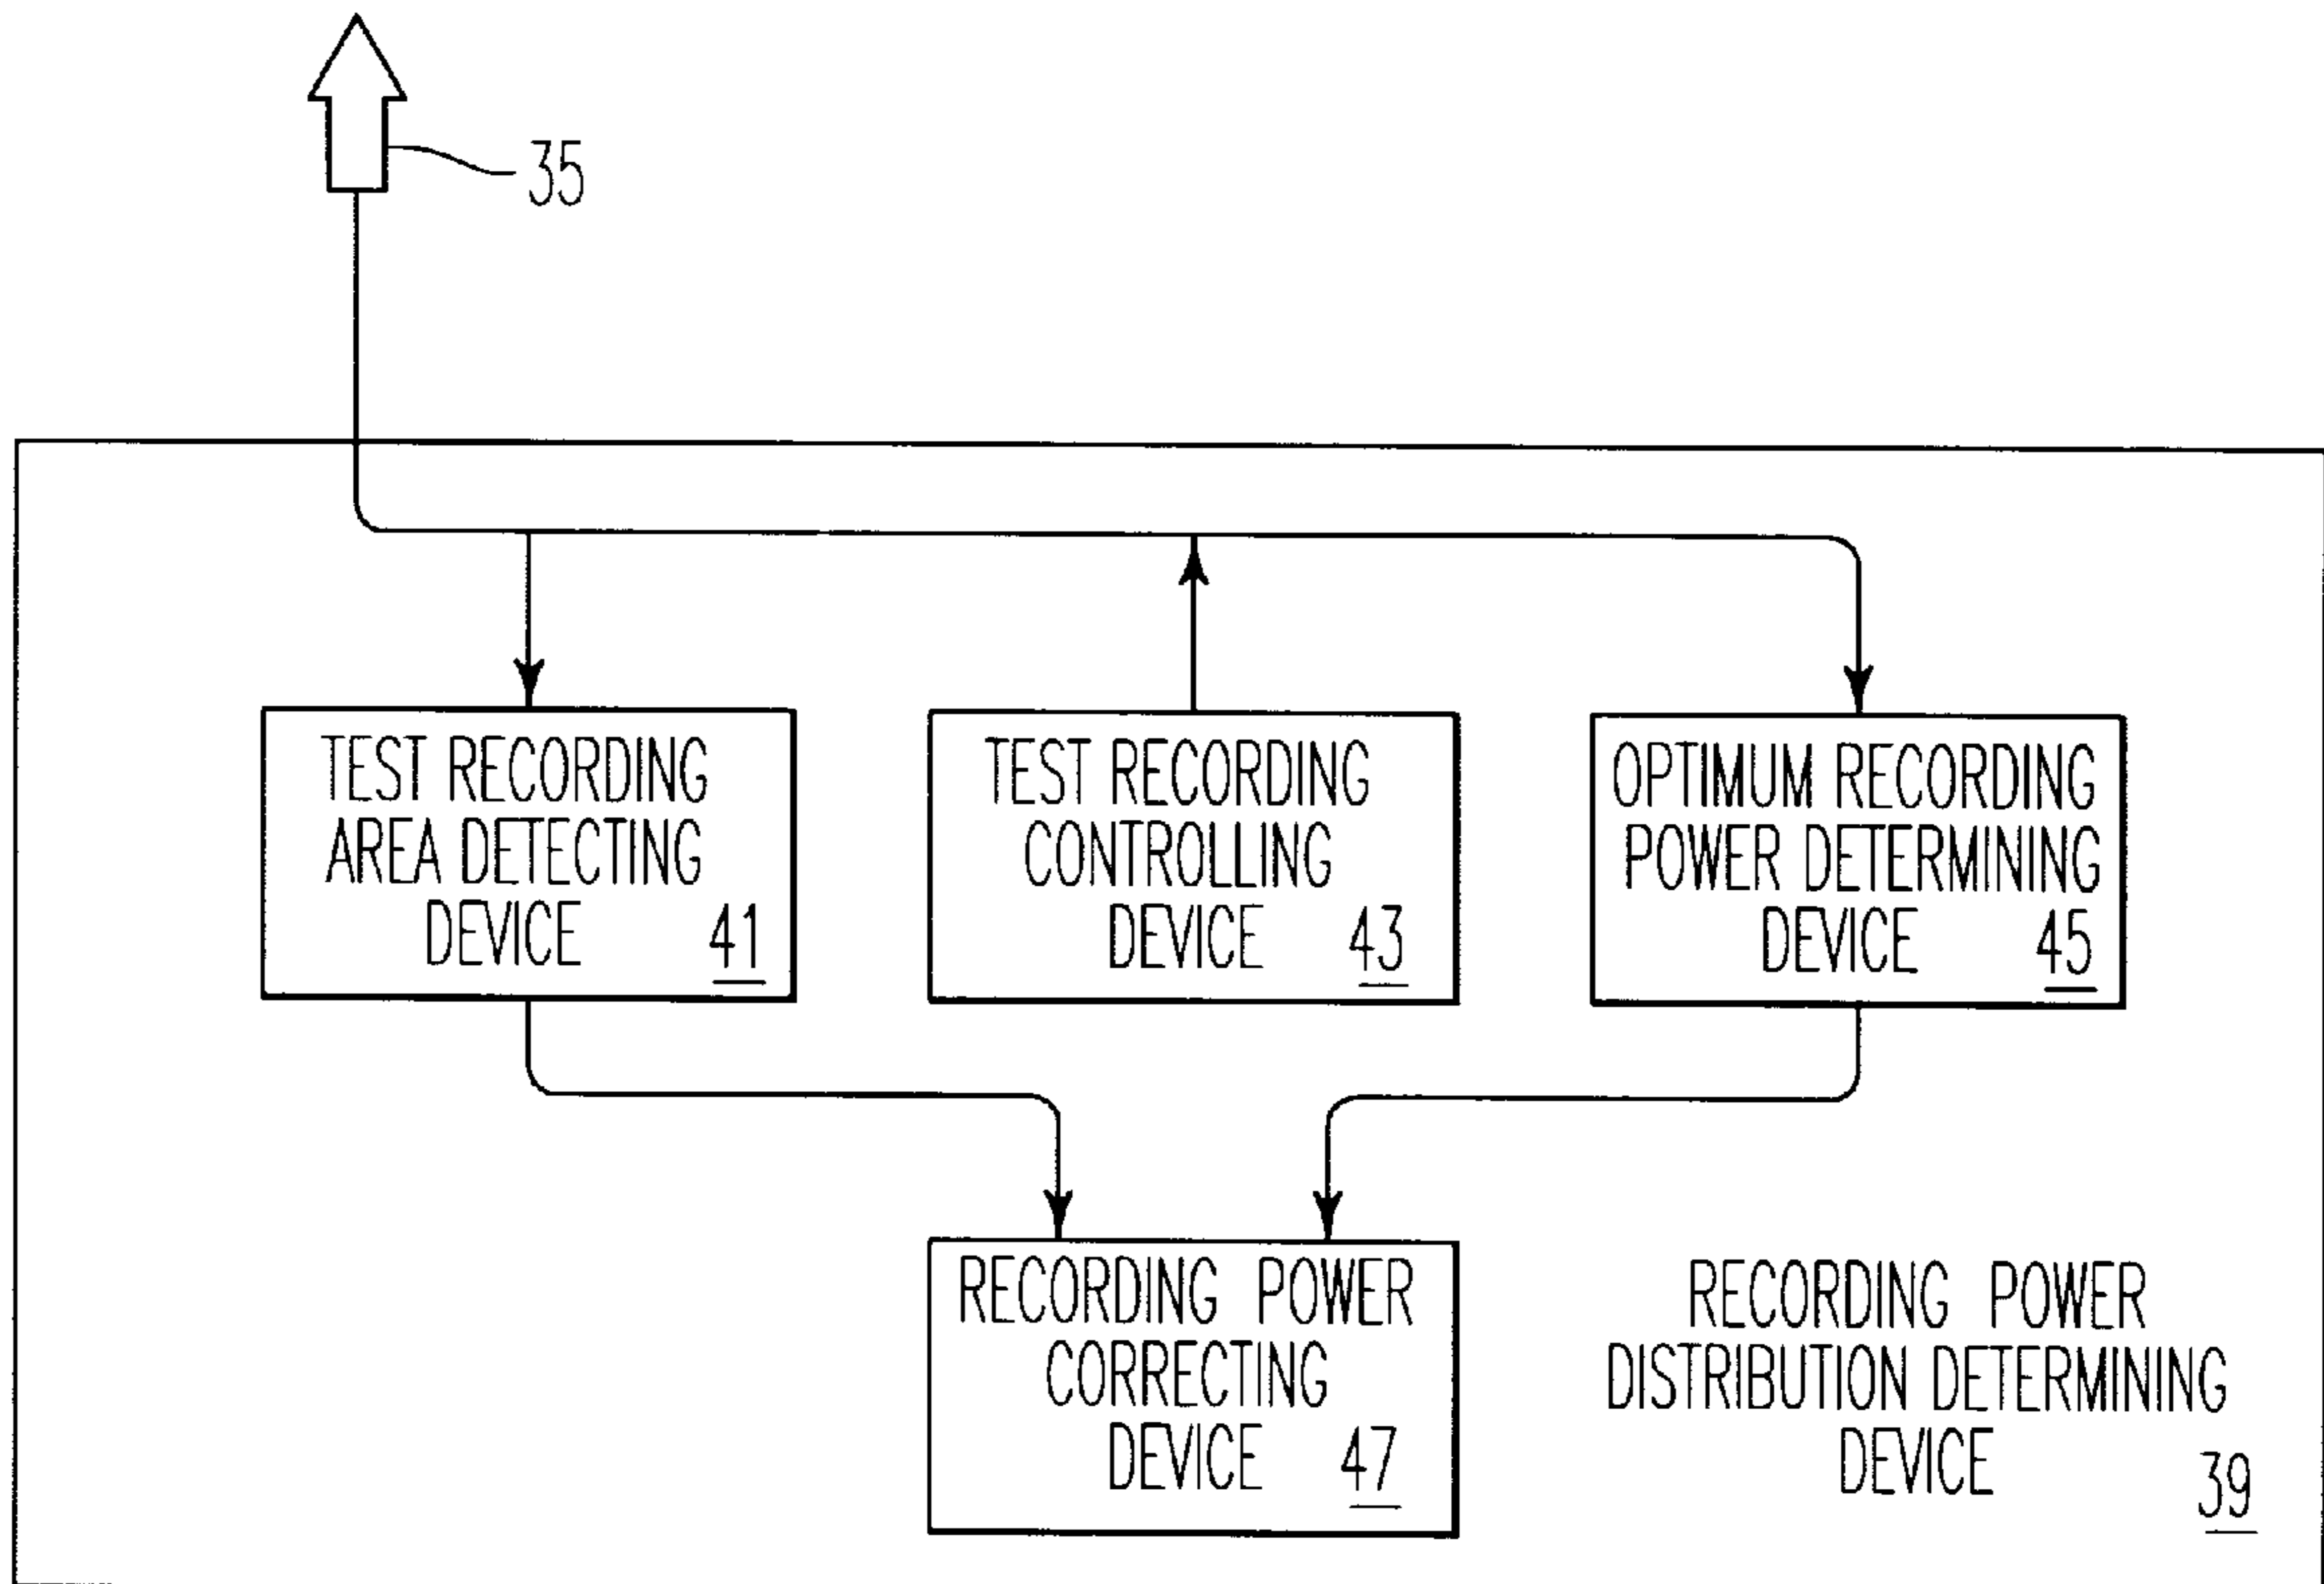 35
TEST RECORDING
AREA DETECTING
DEVICE 41
TEST RECORDING
CONTROLLING
DEVICE 43
OPTIMUM RECORDING
POWER DETERMINING
DEVICE 45
RECORDING POWER
CORRECTING
DEVICE 47
RECORDING POWER
DISTRIBUTION DETERMINING
DEVICE
39